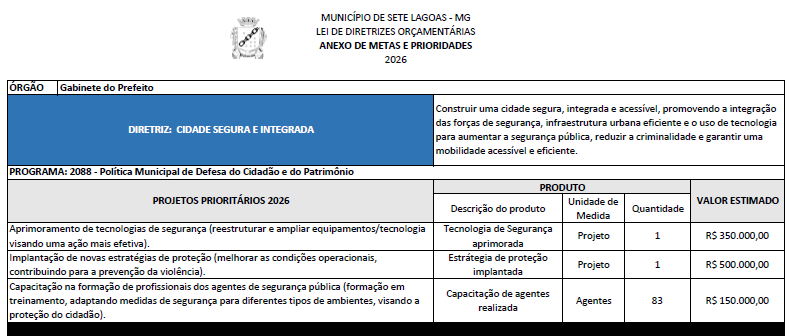 MUNICÍPIO DE SETE LAGOAS - MG
LEI DE DIRETRIZES ORÇAMENTÁRIAS
ANEXO DE METAS E PRIORIDADES
2026
ÓRGÃO Gabinete do Prefeito
DIRETRIZ: CIDADE SEGURA E INTEGRADA
Construir uma cidade segura, integrada e acessível, promovendo a integração
das forças de segurança, infraestrutura urbana eficiente e o uso de tecnologia
para aumentar a segurança pública, reduzir a criminalidade e garantir uma
mobilidade acessível e eficiente.
PROGRAMA: 2088 - Política Municipal de Defesa do Cidadão e do Patrimônio
PROJETOS PRIORITÁRIOS 2026
PRODUTO
VALOR ESTIMADO
Descrição do produto
Unidade de
Medida
Quantidade
Aprimoramento de tecnologias de segurança (reestruturar e ampliar equipamentos/tecnologia
visando uma ação mais efetiva).
Tecnologia de Segurança
aprimorada
Projeto
1
R$ 350.000,00
Implantação de novas estratégias de proteção (melhorar as condições operacionais,
contribuindo para a prevenção da violência).
Estrátegia de proteção
implantada
Projeto
1
R$ 500.000,00
Capacitação na formação de profissionais dos agentes de segurança pública (formação em
treinamento, adaptando medidas de segurança para diferentes tipos de ambientes, visando a
proteção do cidadão).
Capacitação de agentes
realizada
Agentes
83
R$ 150.000,00